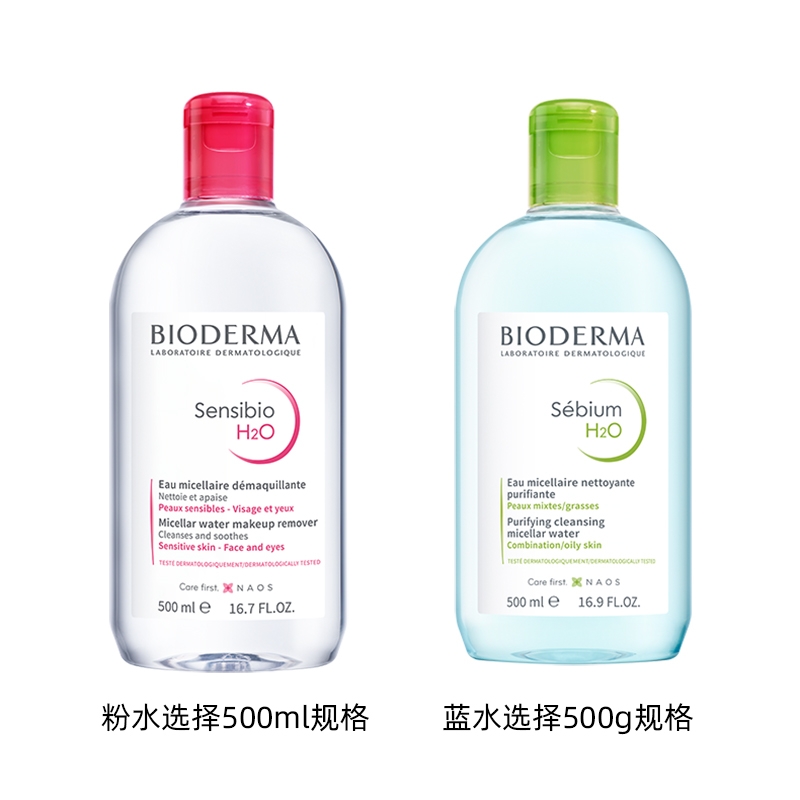 BIODERMA
LABORATOIRE DERMATOLOGIQUE
Sensibio
H2O
Eau micellaire démaquillante
Nettoie et apaise
Peaux sensibles - Visage et yeux
Micellar water makeup remover
Cleanses and soothes
Sensitive skin - Face and eyes
TESTÉ DERMATOLOGIQUEMENT/DERMATOLOGICALLY TESTED
Care first. NAOS
500 ml ℮ 16.7 FL.OZ.
粉水选择500ml规格
BIODERMA
LABORATOIRE DERMATOLOGIQUE
Sébium
H2O
Eau micellaire nettoyante
purifiante
Peaux mixtes/grasses
Purifying cleansing
micellar water
Combination/oily skin
TESTÉ DERMATOLOGIQUEMENT/DERMATOLOGICALLY TESTED
Care first. NAOS
500 ml ℮ 16.9 FL.OZ.
蓝水选择500g规格